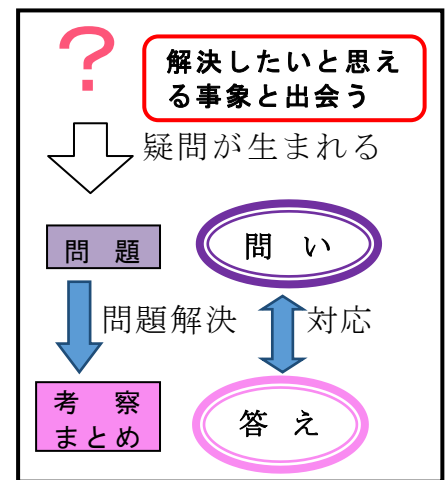 ?
解決したいと思え
る事象と出会う
疑問が生まれる
問 題
問 い
問題解決
対応
考 察
まとめ
答 え